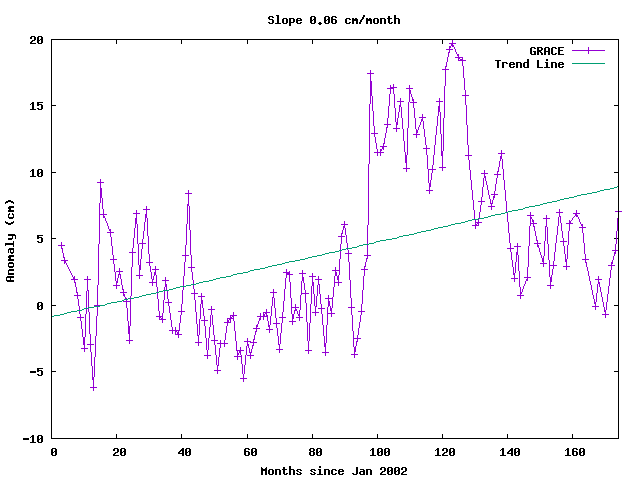 Slope 0.06 cm/month
20
15
10
5
0
-5
-10
Anomaly (cm)
GRACE
Trend Line
0 20 40 60 80 100 120 140 160
Months since Jan 2002